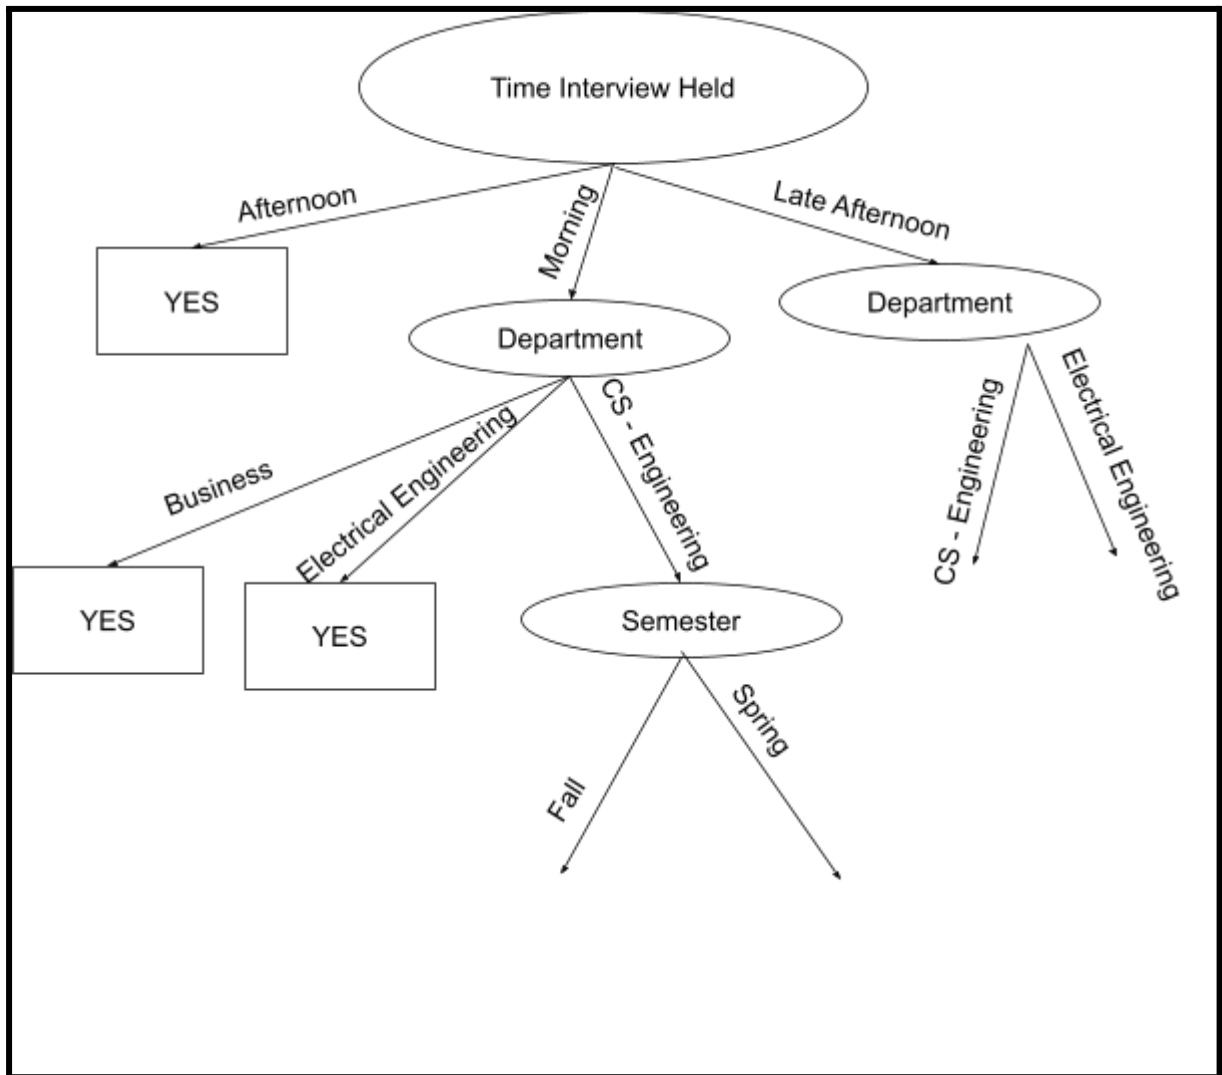 Time Interview Held
Afternoon
Morning
Late Afternoon
YES
Department
Department
Business
Electrical Engineering
CS - Engineering
CS - Engineering
Electrical Engineering
YES
YES
Semester
Fall
Spring